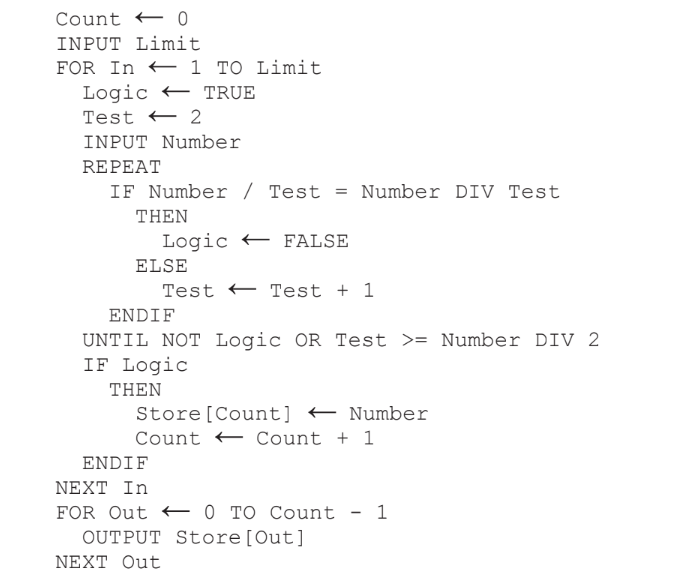 Count ← 0
INPUT Limit
FOR In ← 1 TO Limit
  Logic ← TRUE
  Test ← 2
  INPUT Number
  REPEAT
    IF Number / Test = Number DIV Test
      THEN
        Logic ← FALSE
      ELSE
        Test ← Test + 1
    ENDIF
  UNTIL NOT Logic OR Test >= Number DIV 2
  IF Logic
    THEN
      Store[Count] ← Number
      Count ← Count + 1
  ENDIF
NEXT In
FOR Out ← 0 TO Count - 1
  OUTPUT Store[Out]
NEXT Out